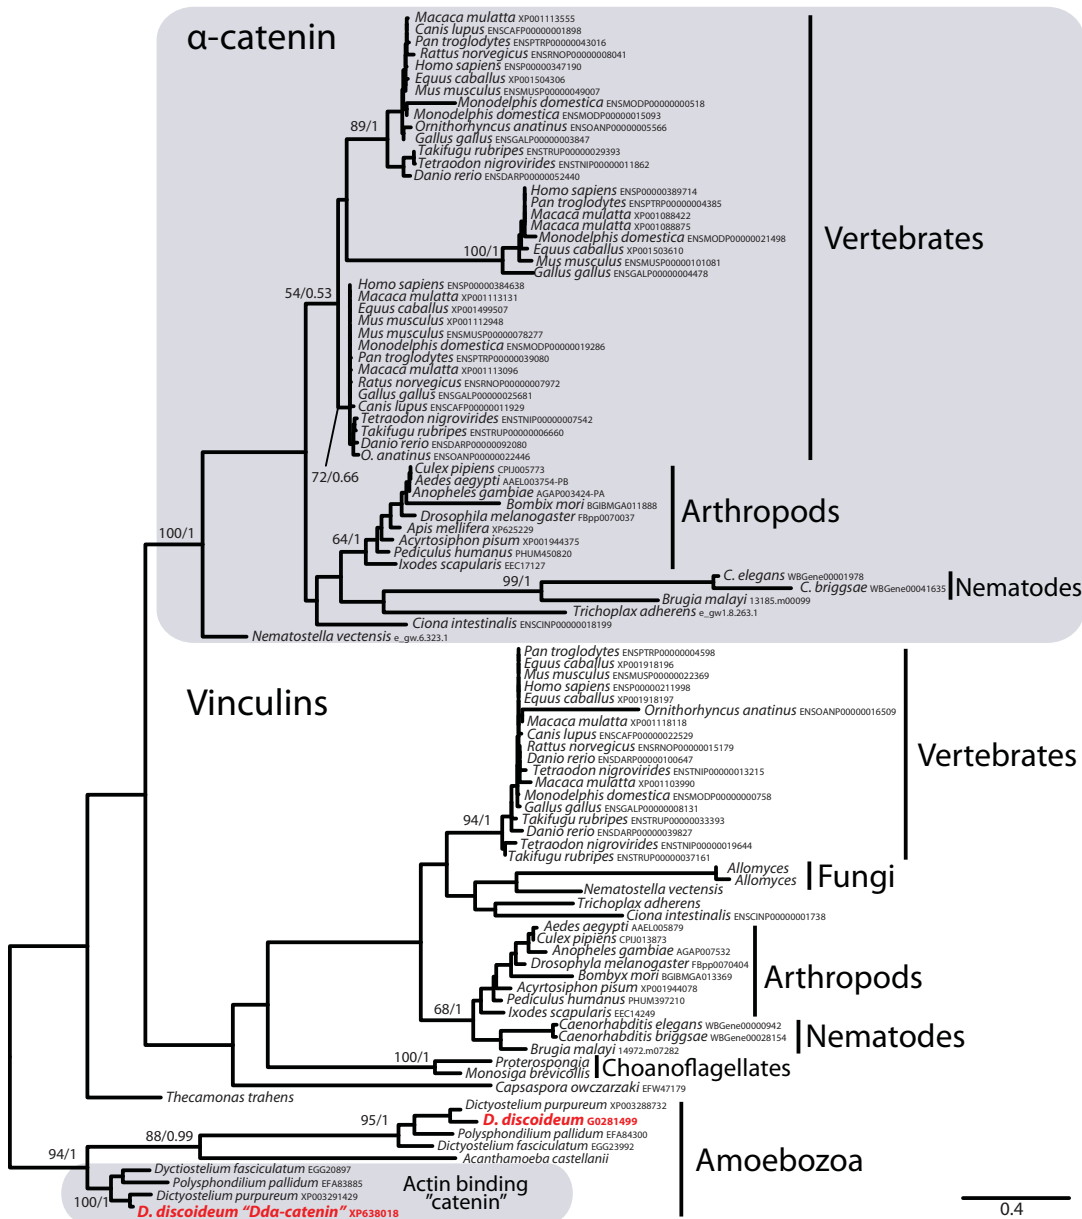 α-catenin
Macaca mulatta XP001113555
Canis lupus ENSCAFP00000001898
Pan troglodytes ENSPTRP00000043016
Rattus norvegicus ENSRNOP00000008041
Homo sapiens ENSP00000347190
Equus caballus XP001504306
Mus musculus ENSMUSP00000049007
Monodelphis domestica ENSMODP00000000518
Monodelphis domestica ENSMODP00000015093
89/1
Ornithorhyncus anatinus ENSOANP00000005566
Gallus gallus ENSGALP00000003847
Takifugu rubripes ENSTRUP00000029393
Tetraodon nigrovirides ENSTNIP00000011862
Danio rerio ENSDARP00000052440
Homo sapiens ENSP00000389714
Pan troglodytes ENSPTRP00000004385
Macaca mulatta XP001088422
Macaca mulatta XP001088875
Monodelphis domestica ENSMODP00000021498
Vertebrates
100/1
Equus caballus XP001503610
Mus musculus ENSMUSP00000101081
Gallus gallus ENSGALP00000004478
54/0.53
Homo sapiens ENSP00000384638
Macaca mulatta XP001113131
Equus caballus XP001499507
Mus musculus XP001112948
Mus musculus ENSMUSP00000078277
Monodelphis domestica ENSMODP00000019286
Pan troglodytes ENSPTRP00000039080
Macaca mulatta XP001113096
Ratus norvegicus ENSRNOP00000007972
Gallus gallus ENSGALP00000025681
Canis lupus ENSCAFP00000011929
Tetraodon nigrovirides ENSTNIP00000007542
Takifugu rubripes ENSTRUP00000006660
Danio rerio ENSDARP00000092080
O. anatinus ENSOANP00000022446
72/0.66
Culex pipiens CPIJ005773
Aedes aegypti AAEL003754-PB
Anopheles gambiae AGAP003424-PA
Bombix mori BGIBMGA011888
Arthropods
Drosophila melanogaster FBpp0070037
Apis mellifera XP625229
100/1
64/1
Acyrtosiphon pisum XP001944375
Pediculus humanus PHUM450820
Ixodes scapularis EEC17127
99/1
C. elegans WBGene00001978
C. briggsae WBGene00041635
Nematodes
Brugia malayi 13185.m00099
Trichoplax adherens e_gw1.8.263.1
Ciona intestinalis ENSCINP00000018199
Nematostella vectensis e_gw.6.323.1
Vinculins
Pan troglodytes ENSPTRP00000004598
Equus caballus XP001918196
Mus musculus ENSMUSP00000022369
Homo sapiens ENSP00000211998
Equus caballus XP001918197
Ornithorhyncus anatinus ENSOANP00000016509
Macaca mulatta XP001118118
Canis lupus ENSCAFP00000022529
Rattus norvegicus ENSRNOP00000015179
Danio rerio ENSDARP00000100647
Vertebrates
Tetraodon nigrovirides ENSTNIP00000013215
Macaca mulatta XP001103990
Monodelphis domestica ENSMODP00000000758
Gallus gallus ENSGALP00000008131
94/1
Takifugu rubripes ENSTRUP00000033393
Danio rerio ENSDARP00000039827
Tetraodon nigrovirides ENSTNIP00000019644
Takifugu rubripes ENSTRUP00000037161
Allomyces
Allomyces
Fungi
Nematostella vectensis
Trichoplax adherens
Ciona intestinalis ENSCINP00000001738
Aedes aegypti AAEL005879
Culex pipiens CPIJ013873
Anopheles gambiae AGAP007532
Drosophyla melanogaster FBpp0070404
Bombyx mori BGIBMGA013369
Arthropods
Acyrtosiphon pisum XP001944078
Pediculus humanus PHUM397210
68/1
Ixodes scapularis EEC14249
Caenorhabditis elegans WBGene00000942
Caenorhabditis briggsae WBGene00028154
Nematodes
Brugia malayi 14972.m07282
100/1
Proterospongia
Monosiga brevicollis
Choanoflagellates
Capsaspora owczarzaki EFW47179
Thecamonas trahens
Dictyostelium purpureum XP003288732
95/1
D. discoideum G0281499
Polysphondilium pallidum EFA84300
88/0.99
Dictyostelium fasciculatum EGG23992
Acanthamoeba castellanii
94/1
Amoebozoa
Dyctiostelium fasciculatum EGG20897
Polysphondilium pallidum EFA83885
Dictyostelium purpureum XP003291429
100/1
D. discoideum "Dda-catenin" XP638018
Actin binding
"catenin"
0.4